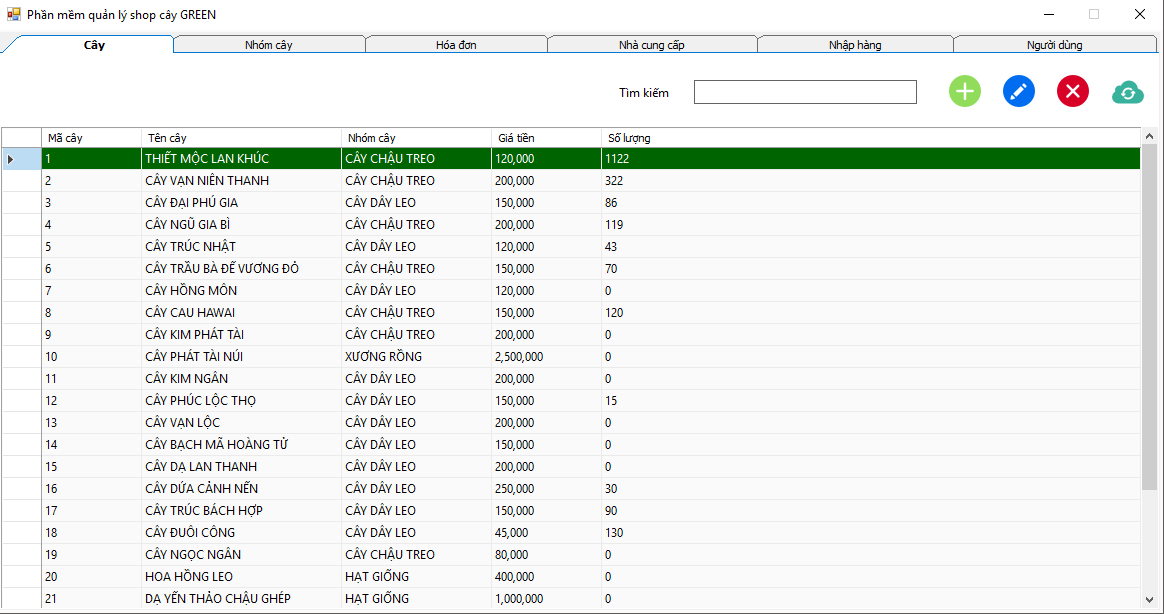 Phần mềm quản lý shop cây GREEN
Cây Nhóm cây Hóa đơn Nhà cung cấp Nhập hàng Người dùng
Tìm kiếm
Mã cây Tên cây Nhóm cây Giá tiền Số lượng
1 THIẾT MỘC LAN KHÚC CÂY CHẬU TREO 120,000 1122
2 CÂY VẠN NIÊN THANH CÂY CHẬU TREO 200,000 322
3 CÂY ĐẠI PHÚ GIA CÂY DÂY LEO 150,000 86
4 CÂY NGŨ GIA BÌ CÂY CHẬU TREO 200,000 119
5 CÂY TRÚC NHẬT CÂY DÂY LEO 120,000 43
6 CÂY TRẦU BÀ ĐẾ VƯƠNG ĐỎ CÂY CHẬU TREO 150,000 70
7 CÂY HỒNG MÔN CÂY DÂY LEO 120,000 0
8 CÂY CAU HAWAI CÂY CHẬU TREO 150,000 120
9 CÂY KIM PHÁT TÀI CÂY CHẬU TREO 200,000 0
10 CÂY PHÁT TÀI NÚI XƯƠNG RỒNG 2,500,000 0
11 CÂY KIM NGÂN CÂY DÂY LEO 200,000 0
12 CÂY PHÚC LỘC THỌ CÂY DÂY LEO 150,000 15
13 CÂY VẠN LỘC CÂY DÂY LEO 200,000 0
14 CÂY BẠCH MÃ HOÀNG TỬ CÂY DÂY LEO 150,000 0
15 CÂY DẠ LAN THANH CÂY DÂY LEO 200,000 0
16 CÂY DỨA CẢNH NẾN CÂY DÂY LEO 250,000 30
17 CÂY TRÚC BÁCH HỢP CÂY DÂY LEO 150,000 90
18 CÂY ĐUÔI CÔNG CÂY DÂY LEO 45,000 130
19 CÂY NGỌC NGÂN CÂY CHẬU TREO 80,000 0
20 HOA HỒNG LEO HẠT GIỐNG 400,000 0
21 DẠ YẾN THẢO CHẬU GHÉP HẠT GIỐNG 1,000,000 0